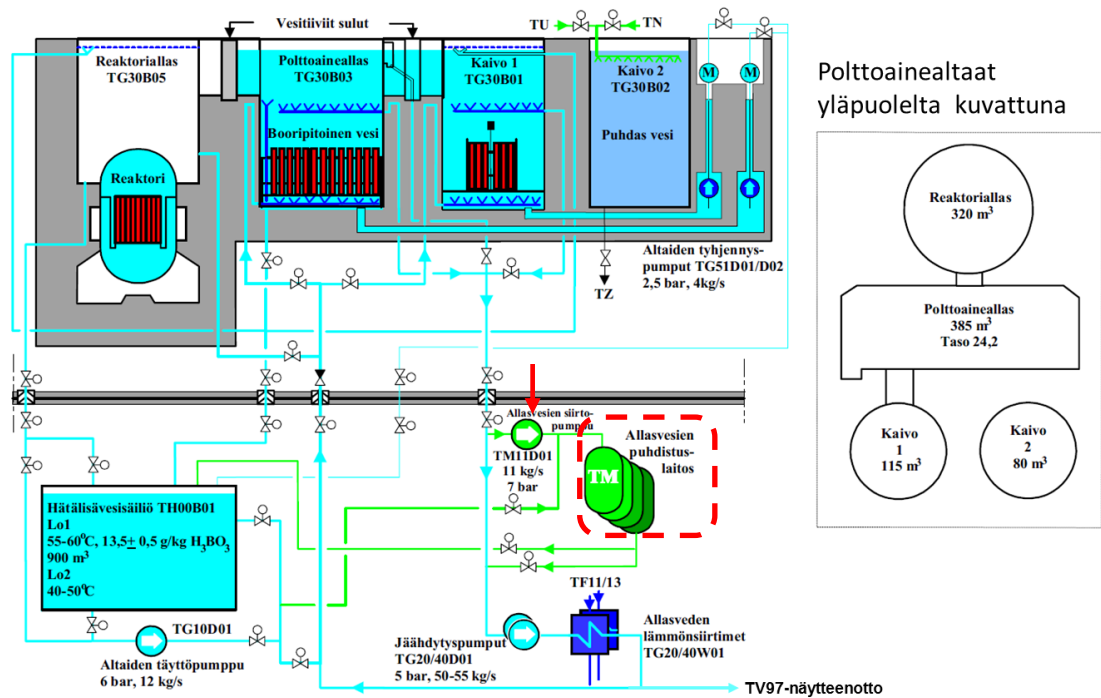 Vesitiiviit sulut
TU
TN
Reaktoriallas
TG30B05
Polttoaineallas
TG30B03
Kaivo 1
TG30B01
Kaivo 2
TG30B02
M
M
Booripitoinen vesi
Puhdas vesi
Reaktori
Altaiden tyhjennys-
pumput TG51D01/D02
2,5 bar, 4kg/s
TZ
Polttoainealtaat
yläpuolelta kuvattuna
Reaktoriallas
320 m³
Polttoaineallas
385 m³
Taso 24,2
Kaivo
1
115 m³
Kaivo
2
80 m³
Allasvesien siirto-
pumppu
TM11D01
11 kg/s
7 bar
Allasvesien
puhdistus-
laitos
TM
Hätälisävesisäiliö TH00B01
Lo1
55-60⁰C, 13,5± 0,5 g/kg H₃BO₃
900 m³
Lo2
40-50⁰C
TG10D01
Altaiden täyttöpumppu
6 bar, 12 kg/s
TF11/13
Jäähdytyspumput
TG20/40D01
5 bar, 50-55 kg/s
Allasveden
lämmönsiirtimet
TG20/40W01
TV97-näytteenotto